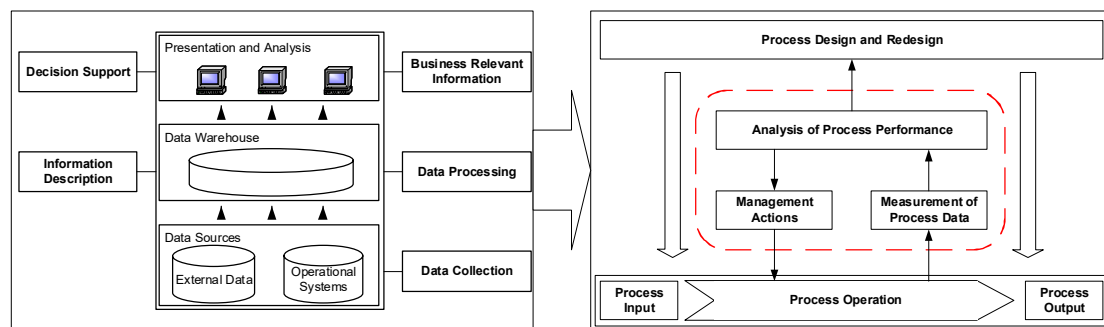 Presentation and Analysis
Decision Support
Business Relevant
Information
Data Warehouse
Information
Description
Data Processing
Data Sources
External Data
Operational
Systems
Data Collection
Process Design and Redesign
Analysis of Process Performance
Management
Actions
Measurement of
Process Data
Process
Input
Process Operation
Process
Output